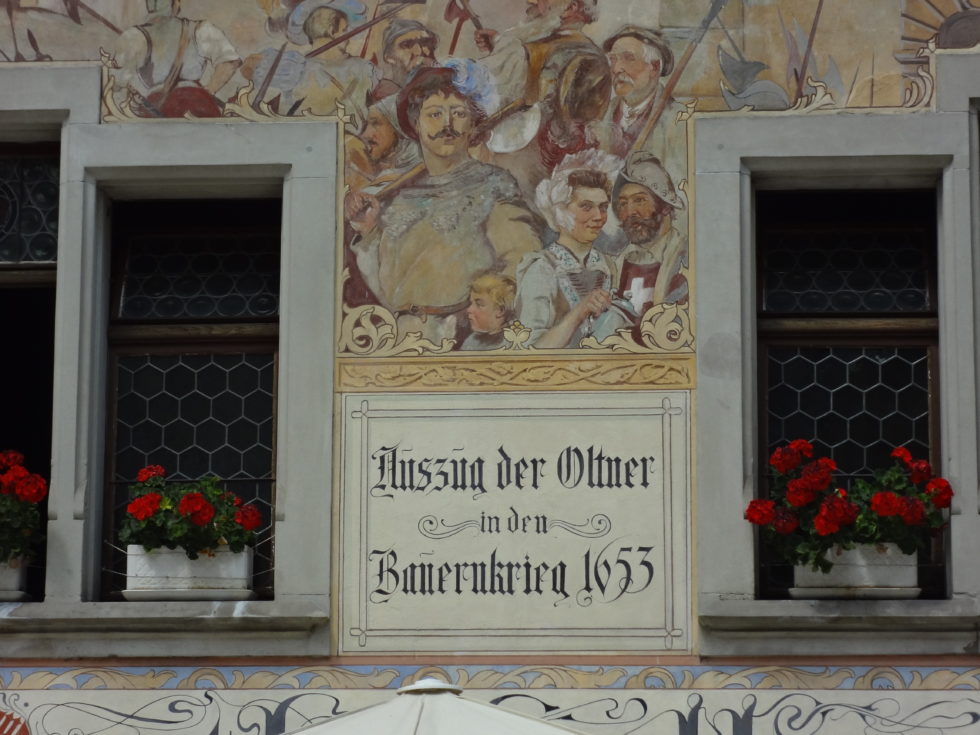 Auszug der Oltner
in den
Bauernkrieg 1653